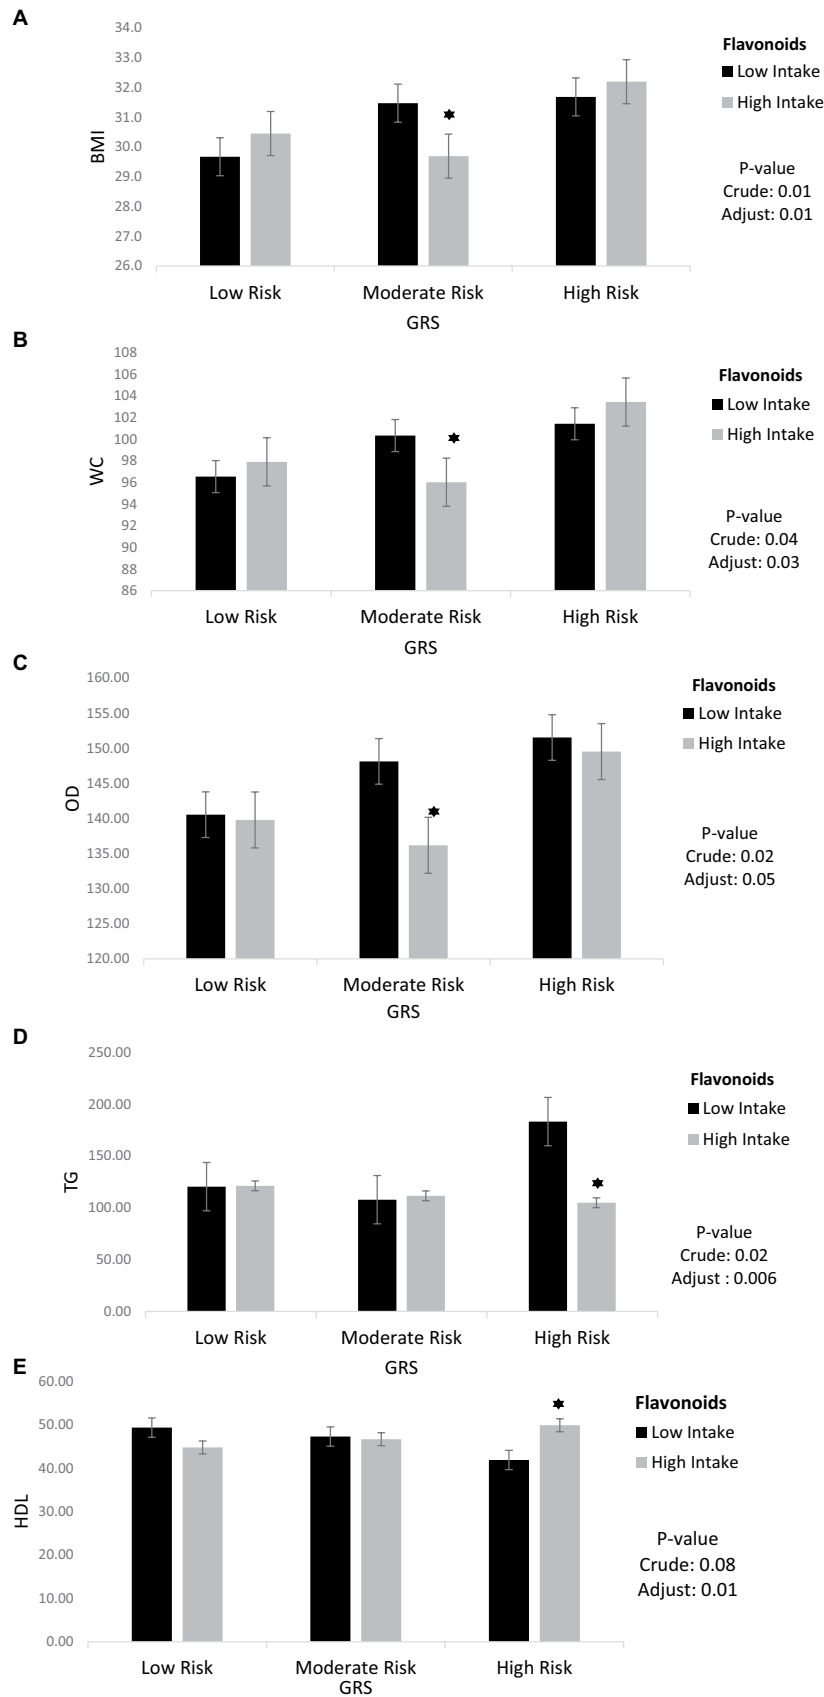 A
34.0
33.0
32.0
31.0
30.0
29.0
28.0
27.0
26.0
BMI
Low Risk
Moderate Risk
High Risk
GRS
Flavonoids
Low Intake
High Intake
P-value
Crude: 0.01
Adjust: 0.01
B
108
106
104
102
100
98
96
94
92
90
88
86
WC
Low Risk
Moderate Risk
High Risk
GRS
Flavonoids
Low Intake
High Intake
P-value
Crude: 0.04
Adjust: 0.03
C
160.00
155.00
150.00
145.00
140.00
135.00
130.00
125.00
120.00
OD
Low Risk
Moderate Risk
High Risk
GRS
Flavonoids
Low Intake
High Intake
P-value
Crude: 0.02
Adjust: 0.05
D
250.00
200.00
150.00
100.00
50.00
0.00
TG
Low Risk
Moderate Risk
High Risk
GRS
Flavonoids
Low Intake
High Intake
P-value
Crude: 0.02
Adjust : 0.006
E
60.00
50.00
40.00
30.00
20.00
10.00
0.00
HDL
Low Risk
Moderate Risk
High Risk
GRS
Flavonoids
Low Intake
High Intake
P-value
Crude: 0.08
Adjust: 0.01